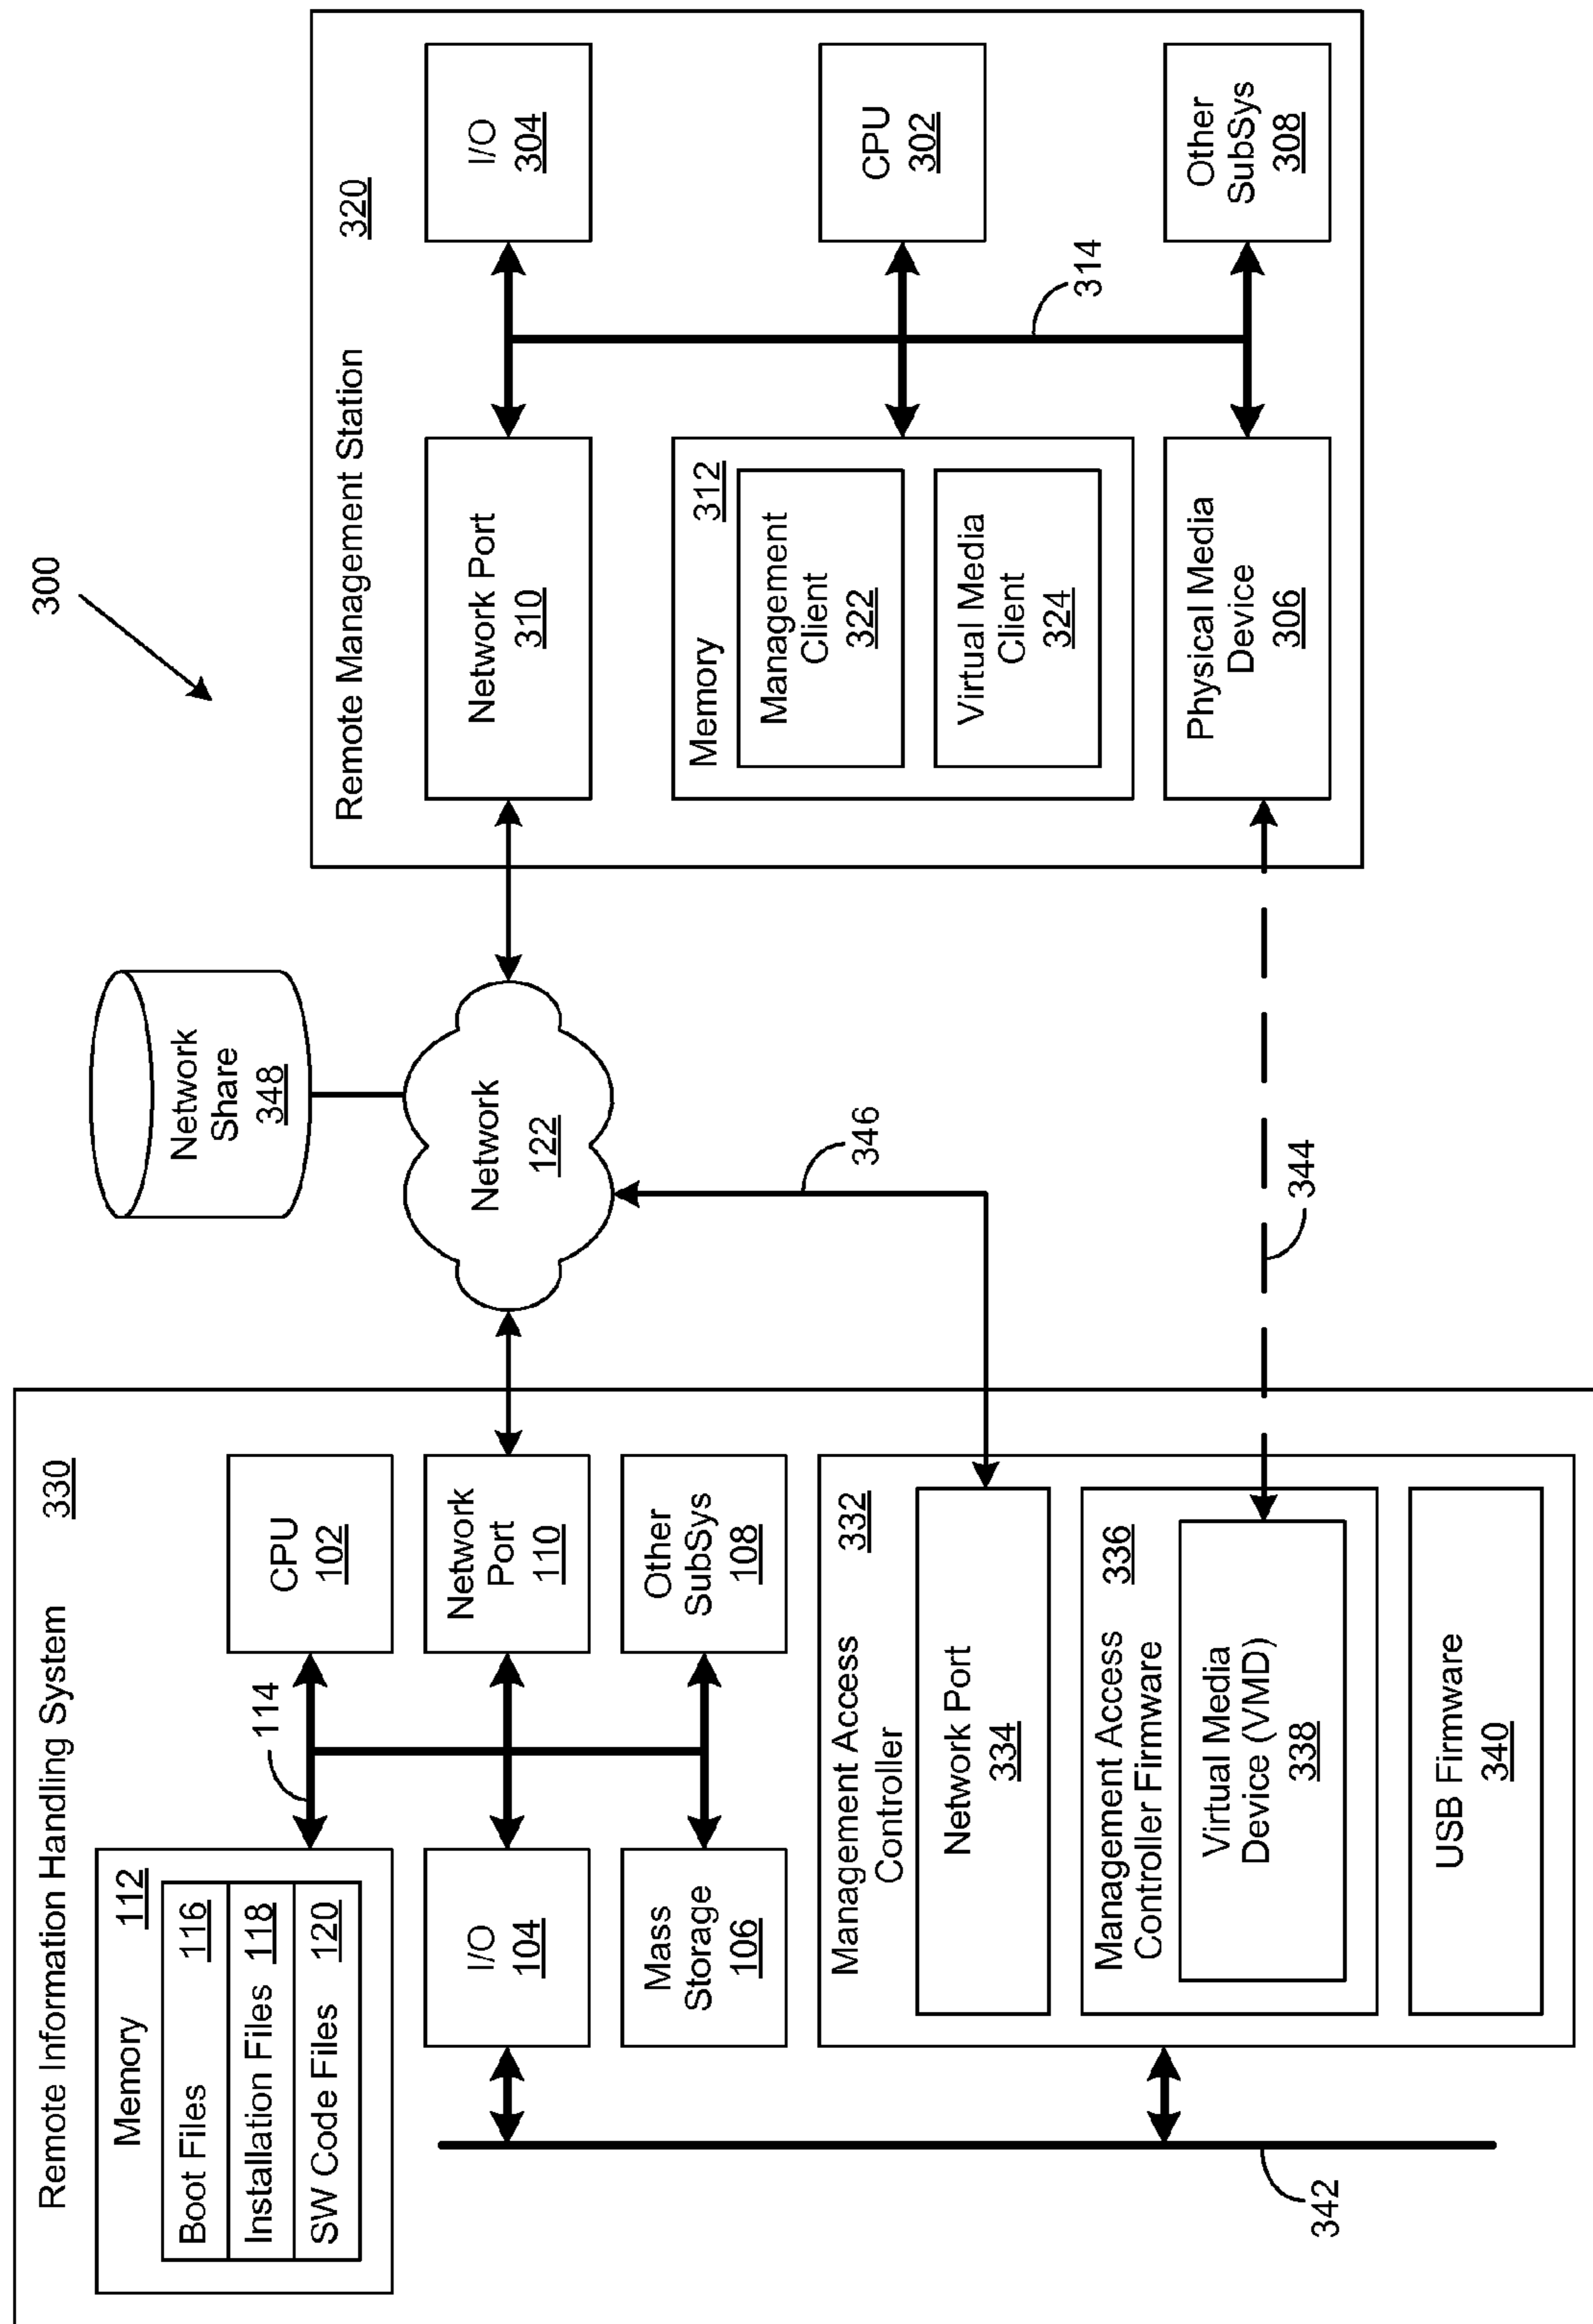 300
Remote Information Handling System
330
Memory
112
Boot Files
116
Installation Files
118
SW Code Files
120
114
CPU
102
I/O
104
Network
Port
110
Mass
Storage
106
Other
SubSys
108
Management Access
Controller
332
Network Port
334
Management Access
Controller Firmware
336
Virtual Media
Device (VMD)
338
USB Firmware
340
342
Network
Share
348
Network
122
346
344
Remote Management Station
320
Network Port
310
I/O
304
Memory
312
Management
Client
322
Virtual Media
Client
324
CPU
302
314
Physical Media
Device
306
Other
SubSys
308